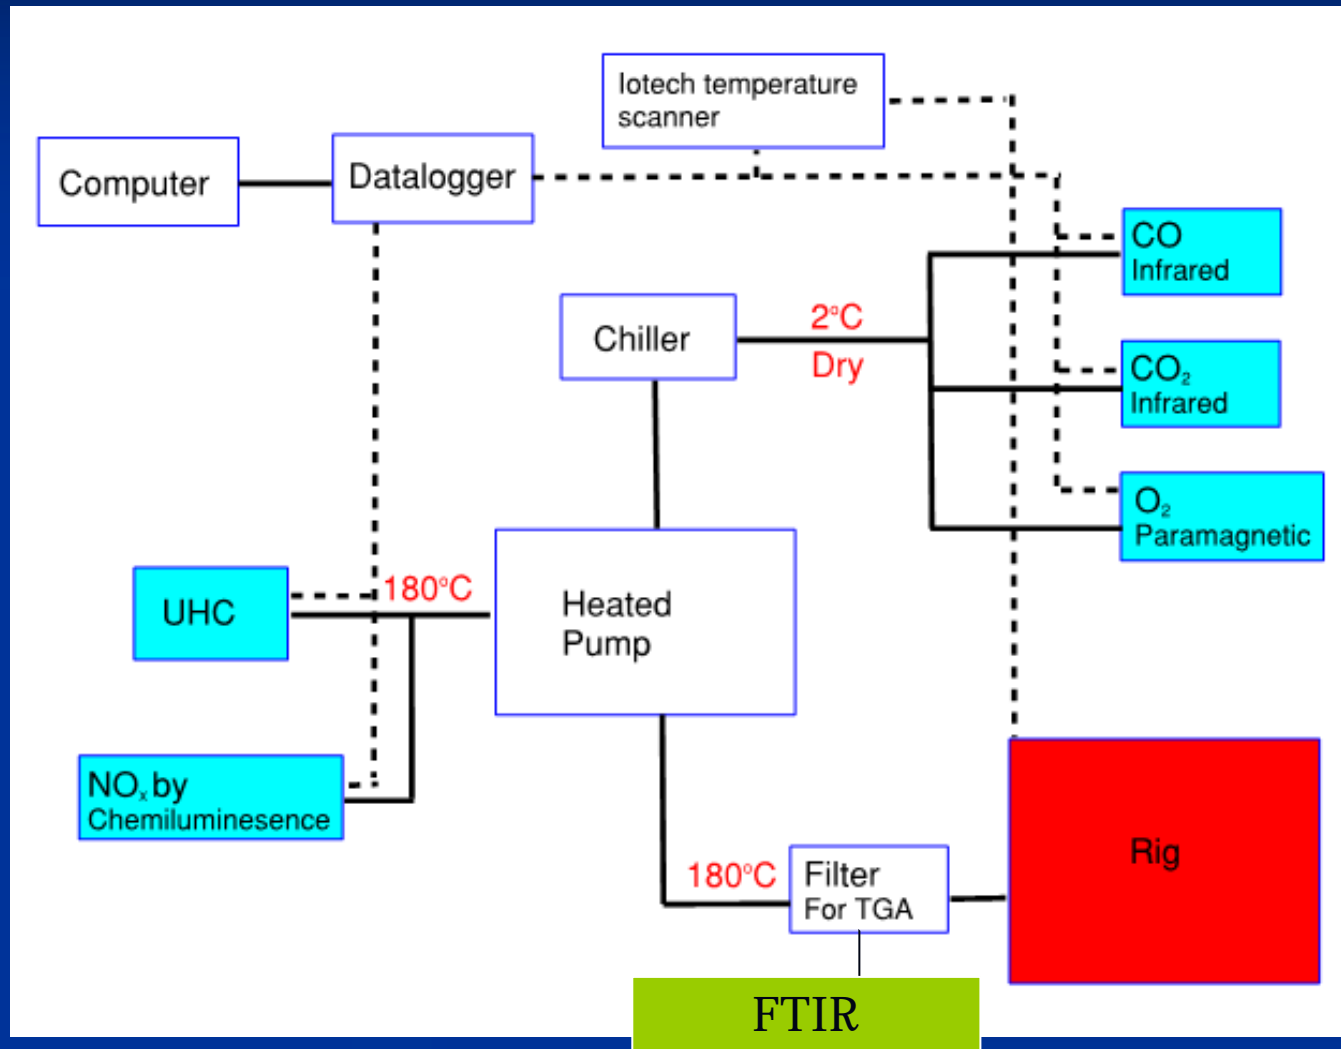 Iotech temperature
scanner
Computer
Datalogger
CO
Infrared
Chiller
2°C
Dry
CO₂
Infrared
O₂
Paramagnetic
UHC
180°C
Heated
Pump
NOₓ by
Chemiluminesence
180°C
Filter
For TGA
Rig
FTIR